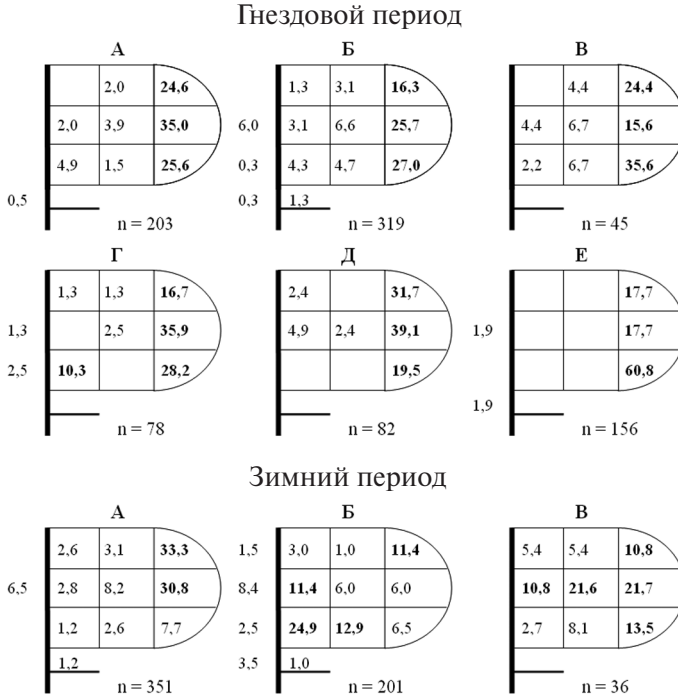 Гнездовой период
А Б В
2,0 24,6 1,3 3,1 16,3 4,4 24,4
2,0 3,9 35,0 6,0 3,1 6,6 25,7 4,4 6,7 15,6
4,9 1,5 25,6 0,3 4,3 4,7 27,0 2,2 6,7 35,6
0,5 0,3 1,3
n = 203 n = 319 n = 45
Г Д Е
1,3 1,3 16,7 2,4 31,7 17,7
1,3 2,5 35,9 4,9 2,4 39,1 1,9 17,7
2,5 10,3 28,2 19,5 60,8
1,9
n = 78 n = 82 n = 156
Зимний период
А Б В
2,6 3,1 33,3 1,5 3,0 1,0 11,4 5,4 5,4 10,8
6,5 2,8 8,2 30,8 8,4 11,4 6,0 6,0 10,8 21,6 21,7
1,2 2,6 7,7 2,5 24,9 12,9 6,5 2,7 8,1 13,5
1,2 3,5 1,0
n = 351 n = 201 n = 36